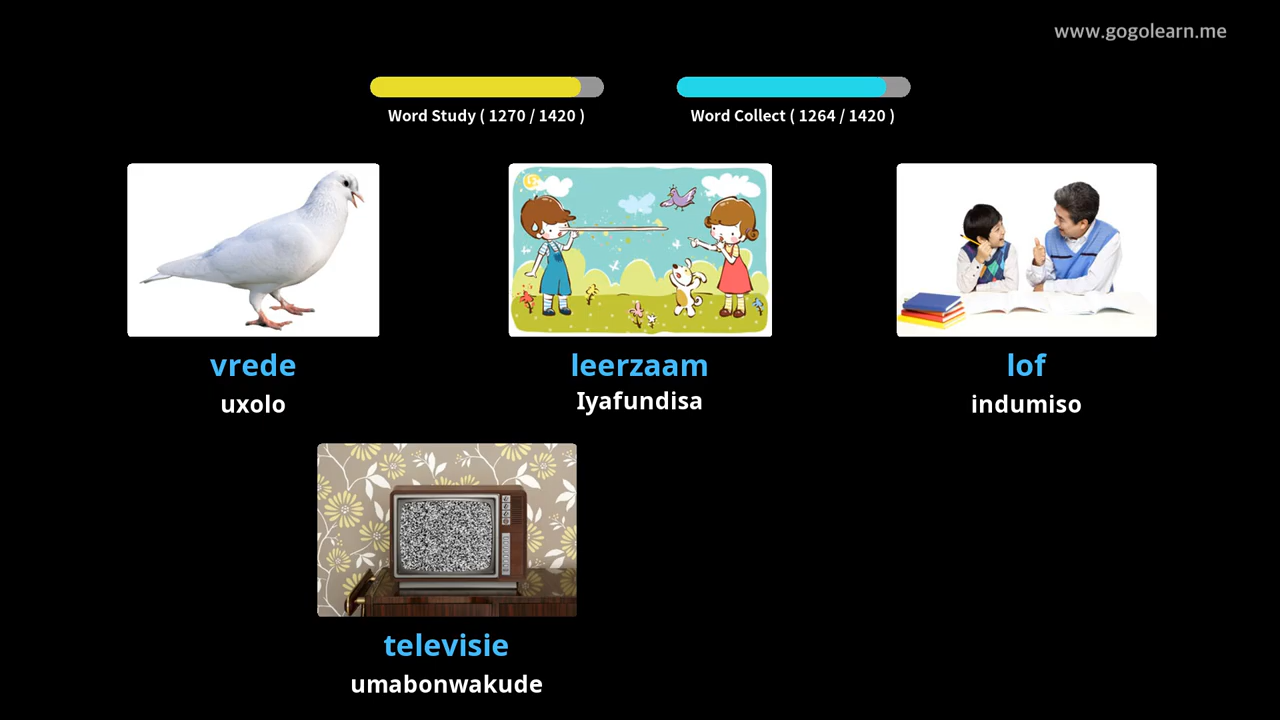 www.gogolearn.me
Word Study ( 1270 / 1420 )
Word Collect ( 1264 / 1420 )
vrede
uxolo
leerzaam
Iyafundisa
lof
indumiso
televisie
umabonwakude